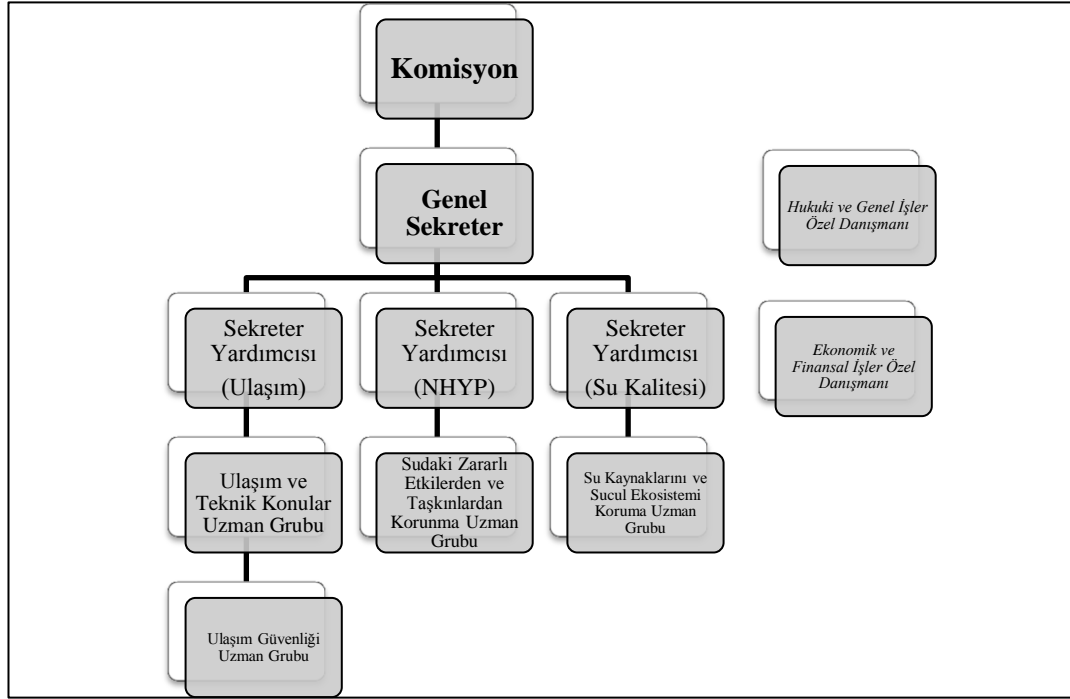 Komisyon
Genel
Sekreter
Hukuki ve Genel İşler
Özel Danışmanı
Sekreter
Yardımcısı
(Ulaşım)
Sekreter
Yardımcısı
(NHYP)
Sekreter
Yardımcısı
(Su Kalitesi)
Ekonomik ve
Finansal İşler Özel
Danışmanı
Ulaşım ve
Teknik Konular
Uzman Grubu
Sudaki Zararlı
Etkilerden ve
Taşkınlardan
Korunma Uzman
Grubu
Su Kaynaklarını ve
Sucul Ekosistemi
Koruma Uzman
Grubu
Ulaşım Güvenliği
Uzman Grubu